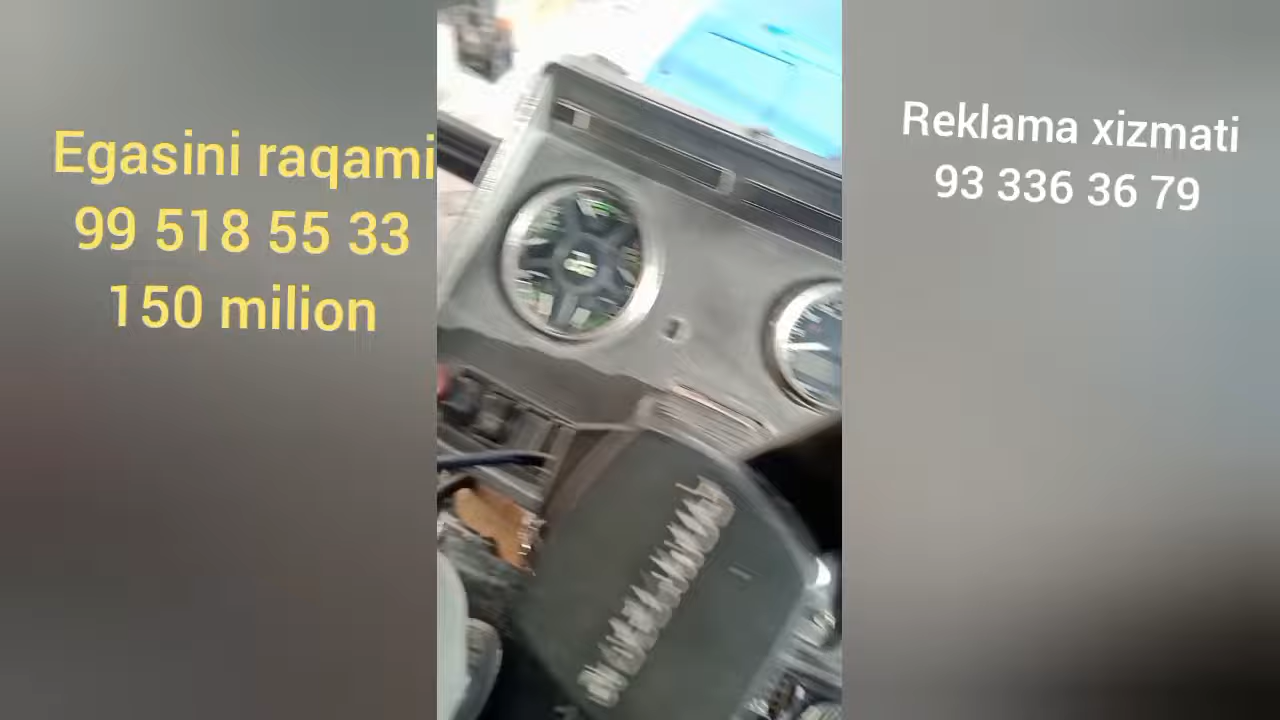 Egasini raqami
99 518 55 33
150 milion
Reklama xizmati
93 336 36 79